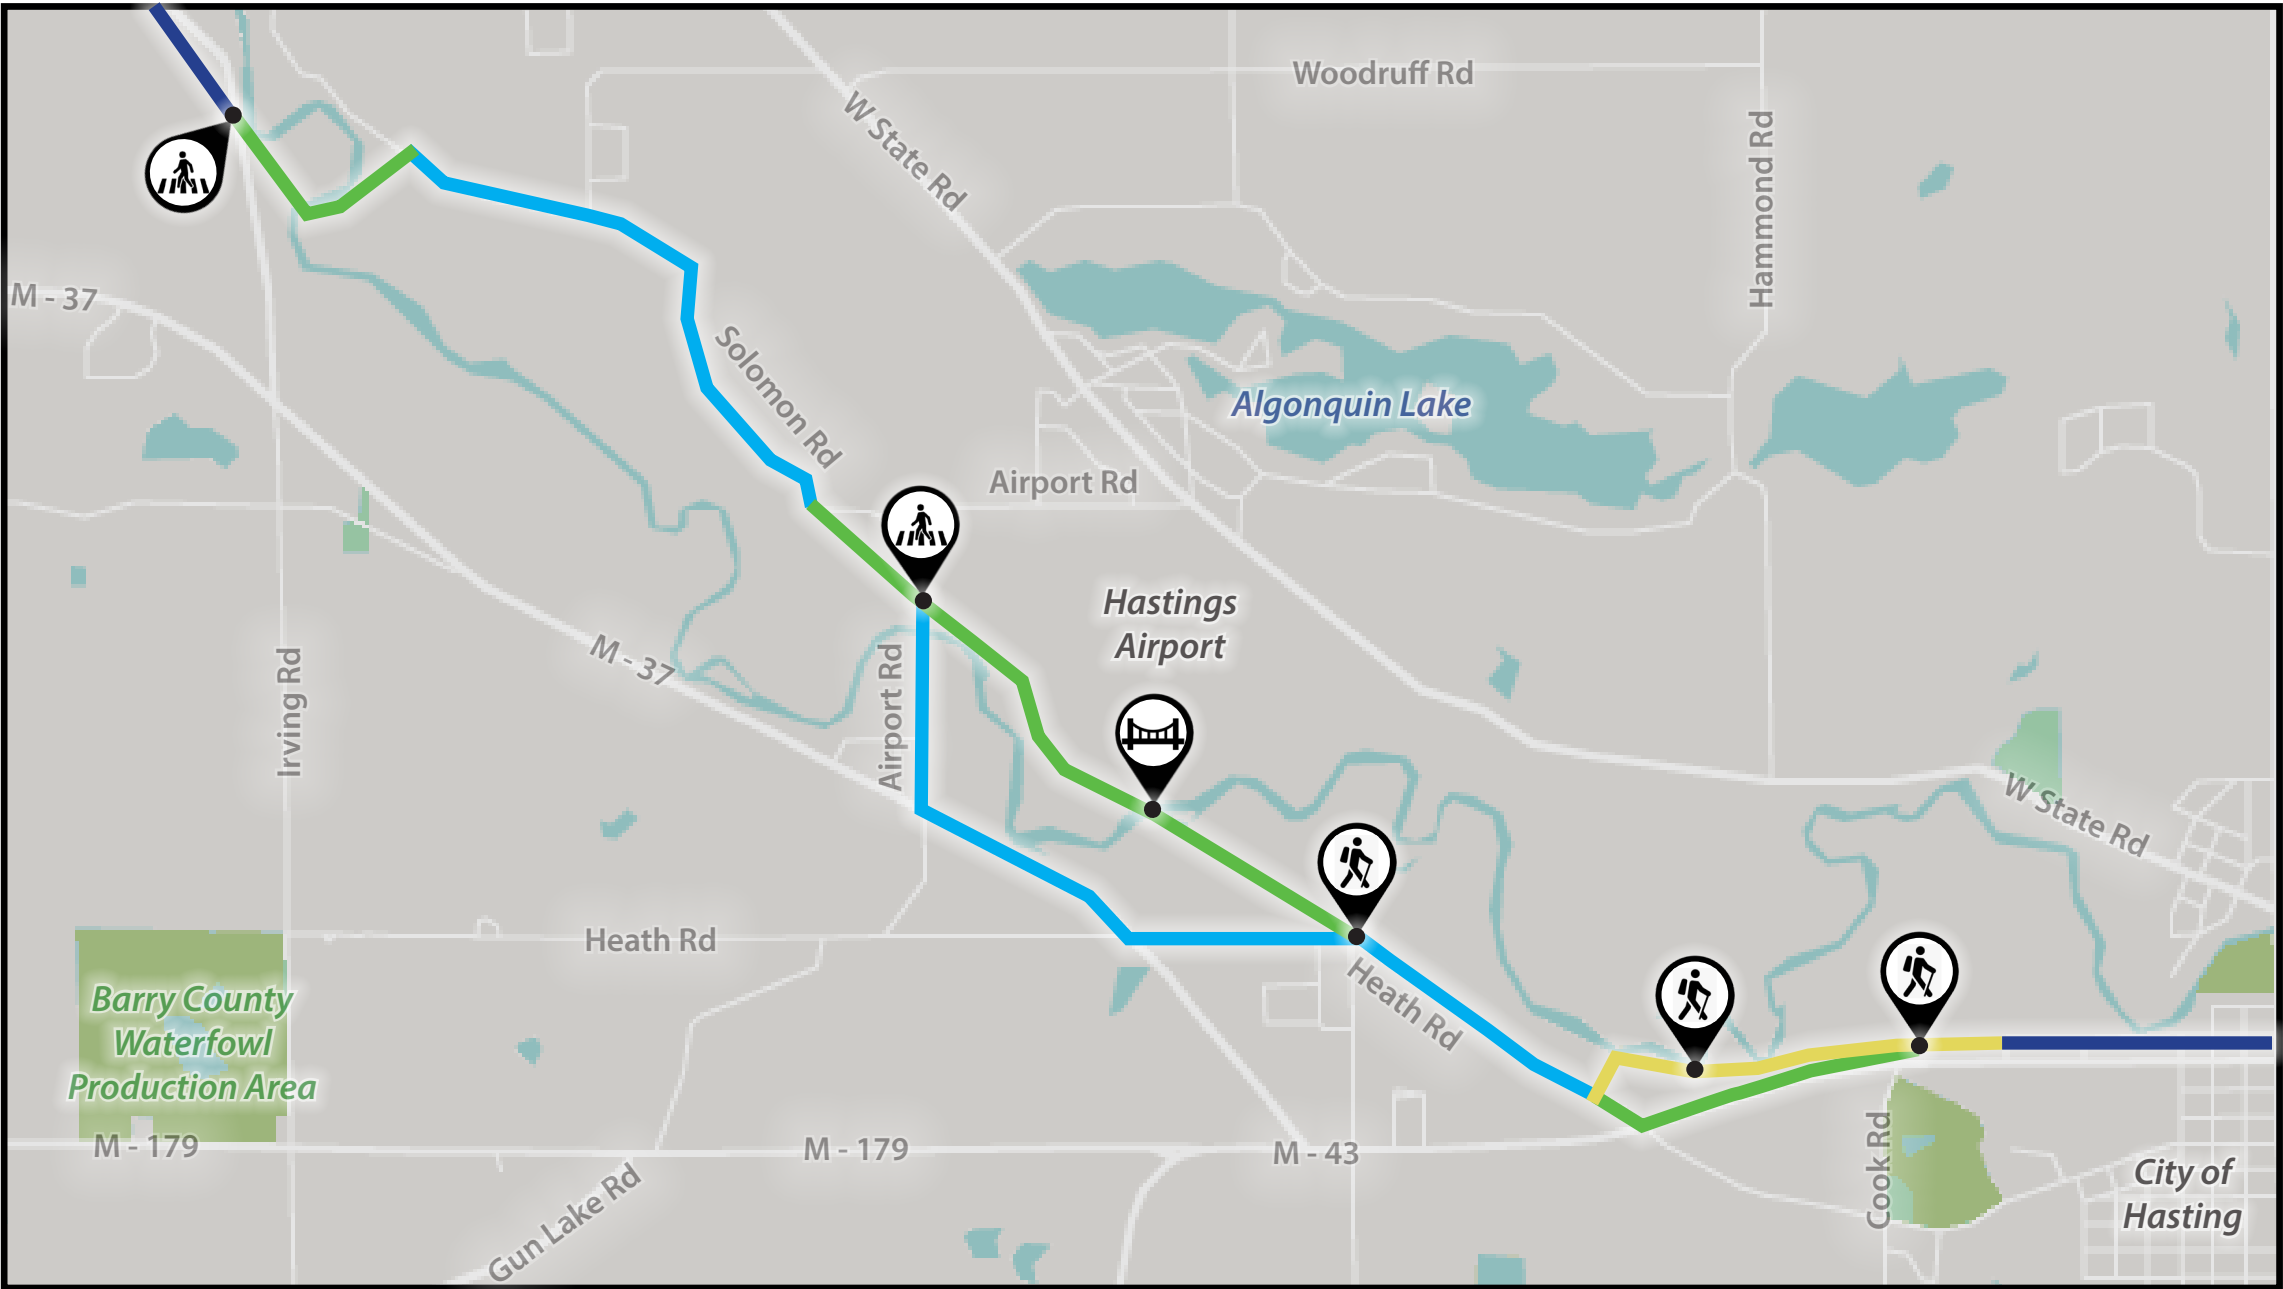 Woodruff Rd
W State Rd
Hammond Rd
M - 37
Solomon Rd
Algonquin Lake
Airport Rd
Hastings
Airport
M - 37
Irving Rd
Airport Rd
W State Rd
Heath Rd
Heath Rd
Barry County
Waterfowl
Production Area
M - 179
M - 179
M - 43
Cook Rd
City of
Hasting
Gun Lake Rd